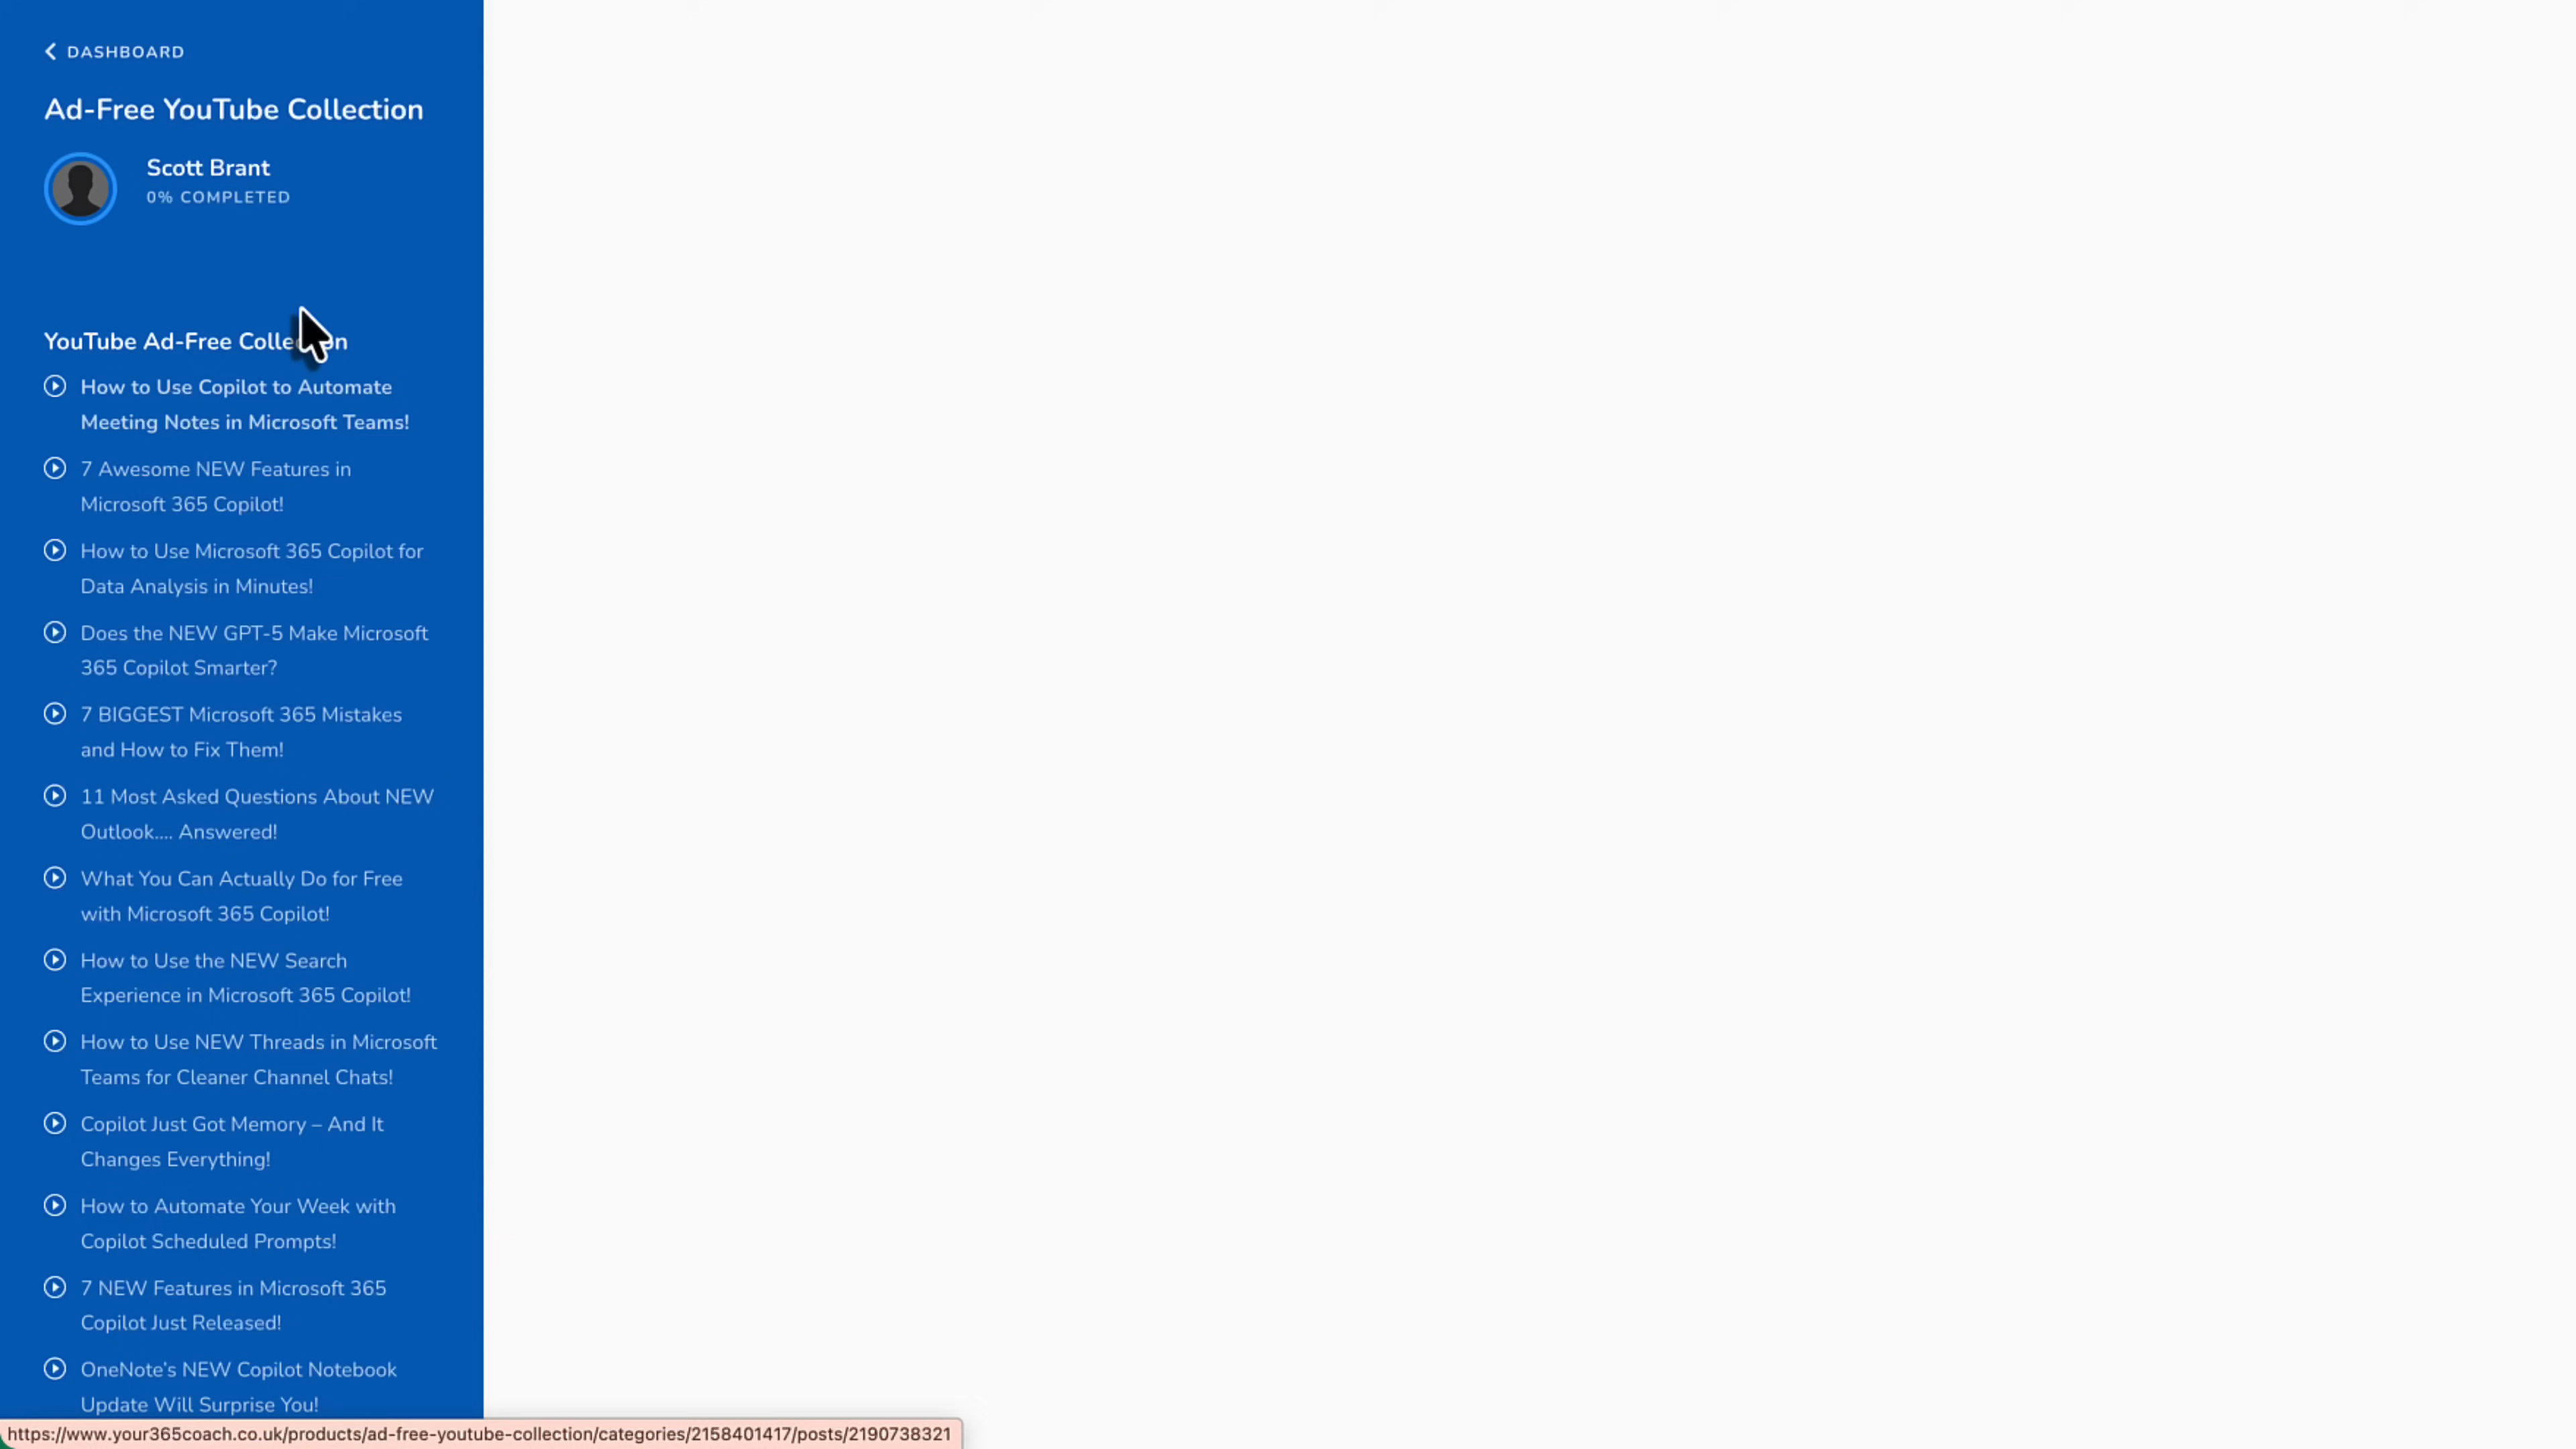 DASHBOARD
Ad-Free YouTube Collection
Scott Brant
0% COMPLETED
YouTube Ad-Free Collection
How to Use Copilot to Automate
Meeting Notes in Microsoft Teams!
7 Awesome NEW Features in
Microsoft 365 Copilot!
How to Use Microsoft 365 Copilot for
Data Analysis in Minutes!
Does the NEW GPT-5 Make Microsoft
365 Copilot Smarter?
7 BIGGEST Microsoft 365 Mistakes
and How to Fix Them!
11 Most Asked Questions About NEW
Outlook.... Answered!
What You Can Actually Do for Free
with Microsoft 365 Copilot!
How to Use the NEW Search
Experience in Microsoft 365 Copilot!
How to Use NEW Threads in Microsoft
Teams for Cleaner Channel Chats!
Copilot Just Got Memory – And It
Changes Everything!
How to Automate Your Week with
Copilot Scheduled Prompts!
7 NEW Features in Microsoft 365
Copilot Just Released!
OneNote's NEW Copilot Notebook
Update Will Surprise You!
https://www.your365coach.co.uk/products/ad-free-youtube-collection/categories/2158401417/posts/2190738321